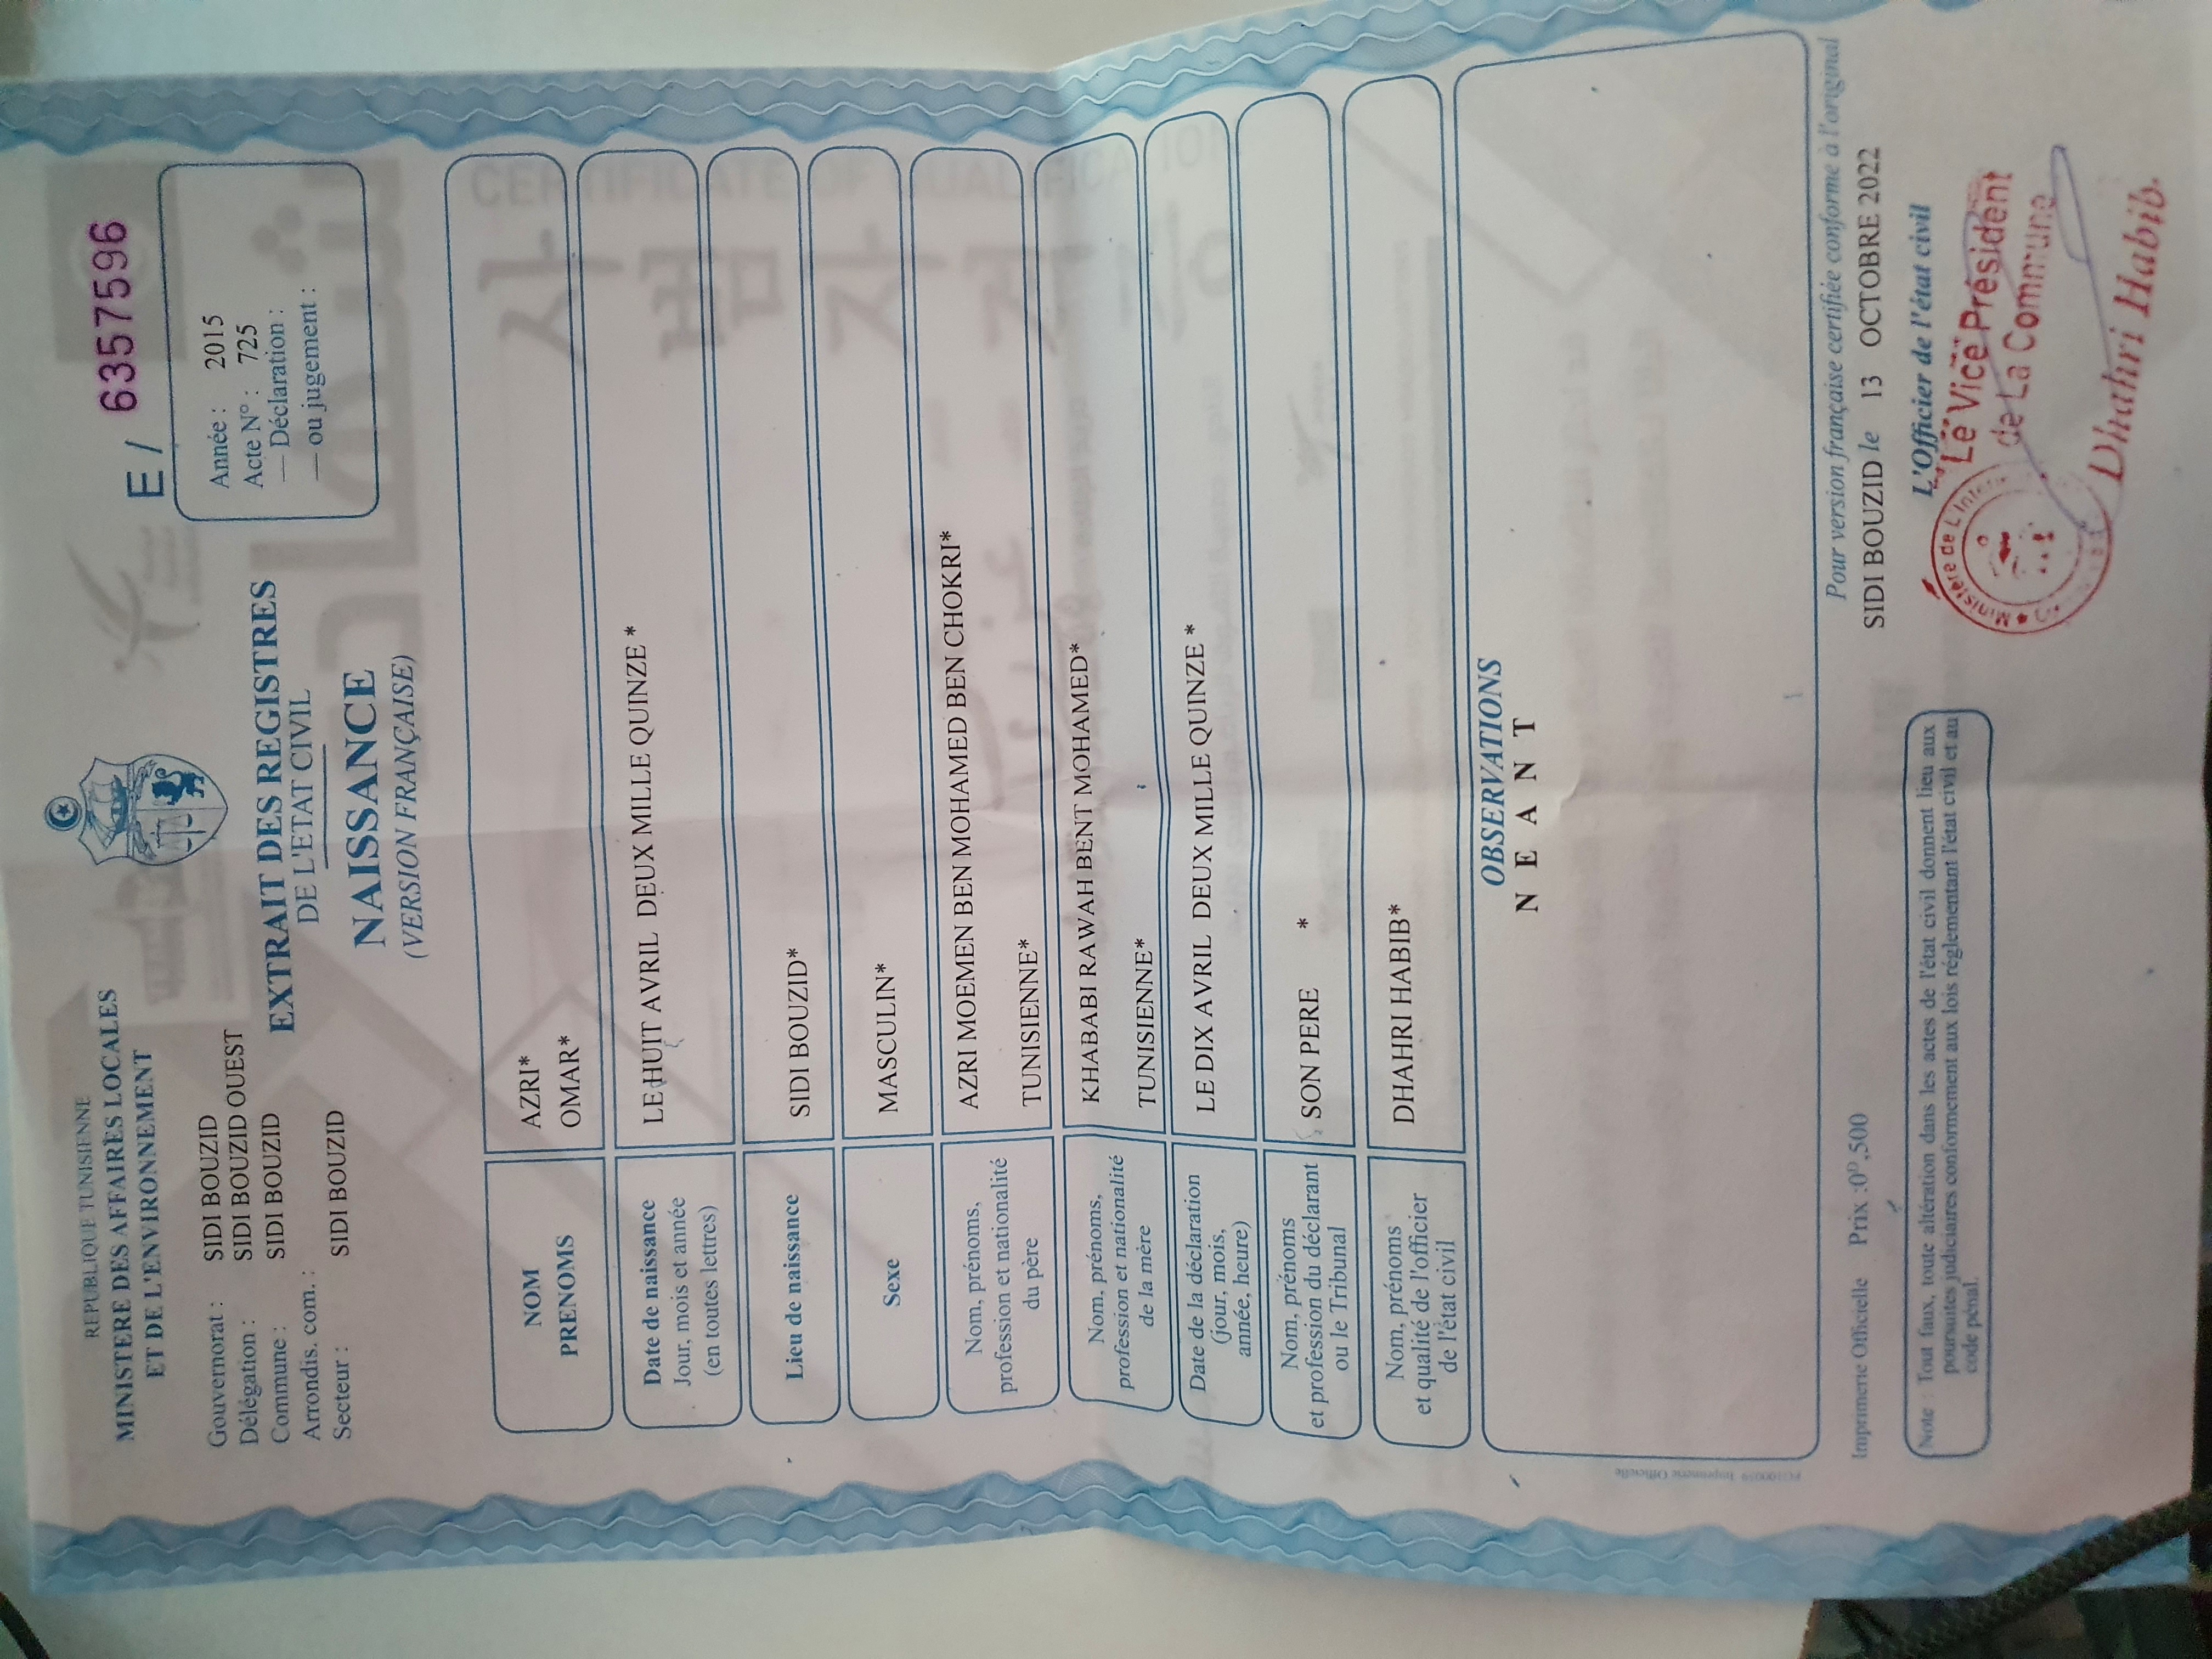 REPUBLIQUE TUNISIENNE
MINISTERE DES AFFAIRES LOCALES
ET DE L'ENVIRONNEMENT
E / 6357596
Gouvernorat : SIDI BOUZID
Délégation : SIDI BOUZID OUEST
Commune : SIDI BOUZID
Arrondis. com. :
Secteur : SIDI BOUZID
EXTRAIT DES REGISTRES
DE L'ETAT CIVIL
NAISSANCE
(VERSION FRANÇAISE)
Année : 2015
Acte N° : 725
— Déclaration :
— ou jugement :
NOM AZRI*
PRENOMS OMAR*
Date de naissance
Jour, mois et année
(en toutes lettres)
LE HUIT AVRIL DEUX MILLE QUINZE *
Lieu de naissance SIDI BOUZID*
Sexe MASCULIN*
Nom, prénoms,
profession et nationalité
du père
AZRI MOEMEN BEN MOHAMED BEN CHOKRI*
TUNISIENNE*
Nom, prénoms,
profession et nationalité
de la mère
KHABABI RAWAH BENT MOHAMED*
TUNISIENNE*
Date de la déclaration
(jour, mois,
année, heure)
LE DIX AVRIL DEUX MILLE QUINZE *
Nom, prénoms
et profession du déclarant
ou le Tribunal
SON PERE *
Nom, prénoms
et qualité de l'officier
de l'état civil
DHAHRI HABIB*
OBSERVATIONS
N E A N T
Imprimerie Officielle Prix :0ᴰ,500
Pour version française certifiée conforme à l'original
SIDI BOUZID le 13 OCTOBRE 2022
L'Officier de l'état civil
Le Vice Président
de La Commune
Dhahri Habib.
Ministère de L'Inté
Note : Tout faux, toute altération dans les actes de l'état civil donnent lieu aux
poursuites judiciaires conformement aux lois réglementant l'état civil et au
code pénal.
Imprimerie Officielle
CERTIFICATE OF QUALIFICATION